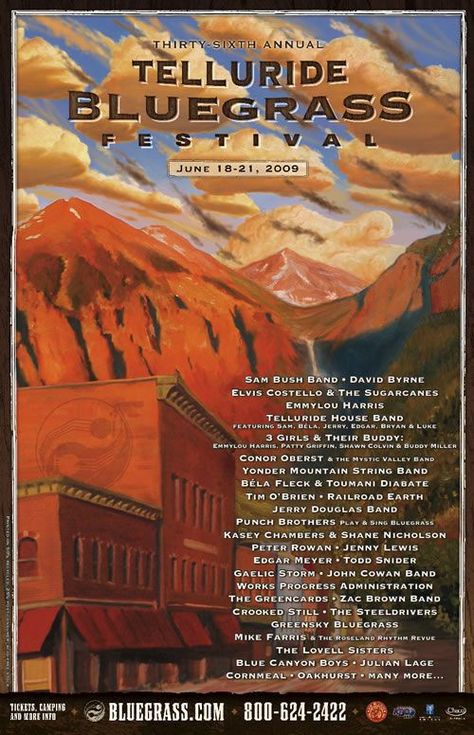 THIRTY-SIXTH ANNUAL
TELLURIDE
BLUEGRASS
FESTIVAL
JUNE 18-21, 2009
SAM BUSH BAND • DAVID BYRNE
ELVIS COSTELLO & THE SUGARCANES
EMMYLOU HARRIS
TELLURIDE HOUSE BAND
FEATURING SAM, BÉLA, JERRY, EDGAR, BRYAN & LUKE
3 GIRLS & THEIR BUDDY:
EMMYLOU HARRIS, PATTY GRIFFIN, SHAWN COLVIN & BUDDY MILLER
CONOR OBERST & THE MYSTIC VALLEY BAND
YONDER MOUNTAIN STRING BAND
BÉLA FLECK & TOUMANI DIABATE
TIM O'BRIEN • RAILROAD EARTH
JERRY DOUGLAS BAND
PUNCH BROTHERS PLAY & SING BLUEGRASS
KASEY CHAMBERS & SHANE NICHOLSON
PETER ROWAN • JENNY LEWIS
EDGAR MEYER • TODD SNIDER
GAELIC STORM • JOHN COWAN BAND
WORKS PROGRESS ADMINISTRATION
THE GREENCARDS • ZAC BROWN BAND
CROOKED STILL • THE STEELDRIVERS
GREENSKY BLUEGRASS
MIKE FARRIS & THE ROSELAND RHYTHM REVUE
THE LOVELL SISTERS
BLUE CANYON BOYS • JULIAN LAGE
CORNMEAL • OAKHURST • MANY MORE...
TICKETS, CAMPING
AND MORE INFO
BLUEGRASS.COM • 800-624-2422